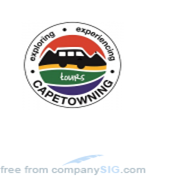 exploring • experiencing
tours
• CAPETOWNING •
free from companySIG.com